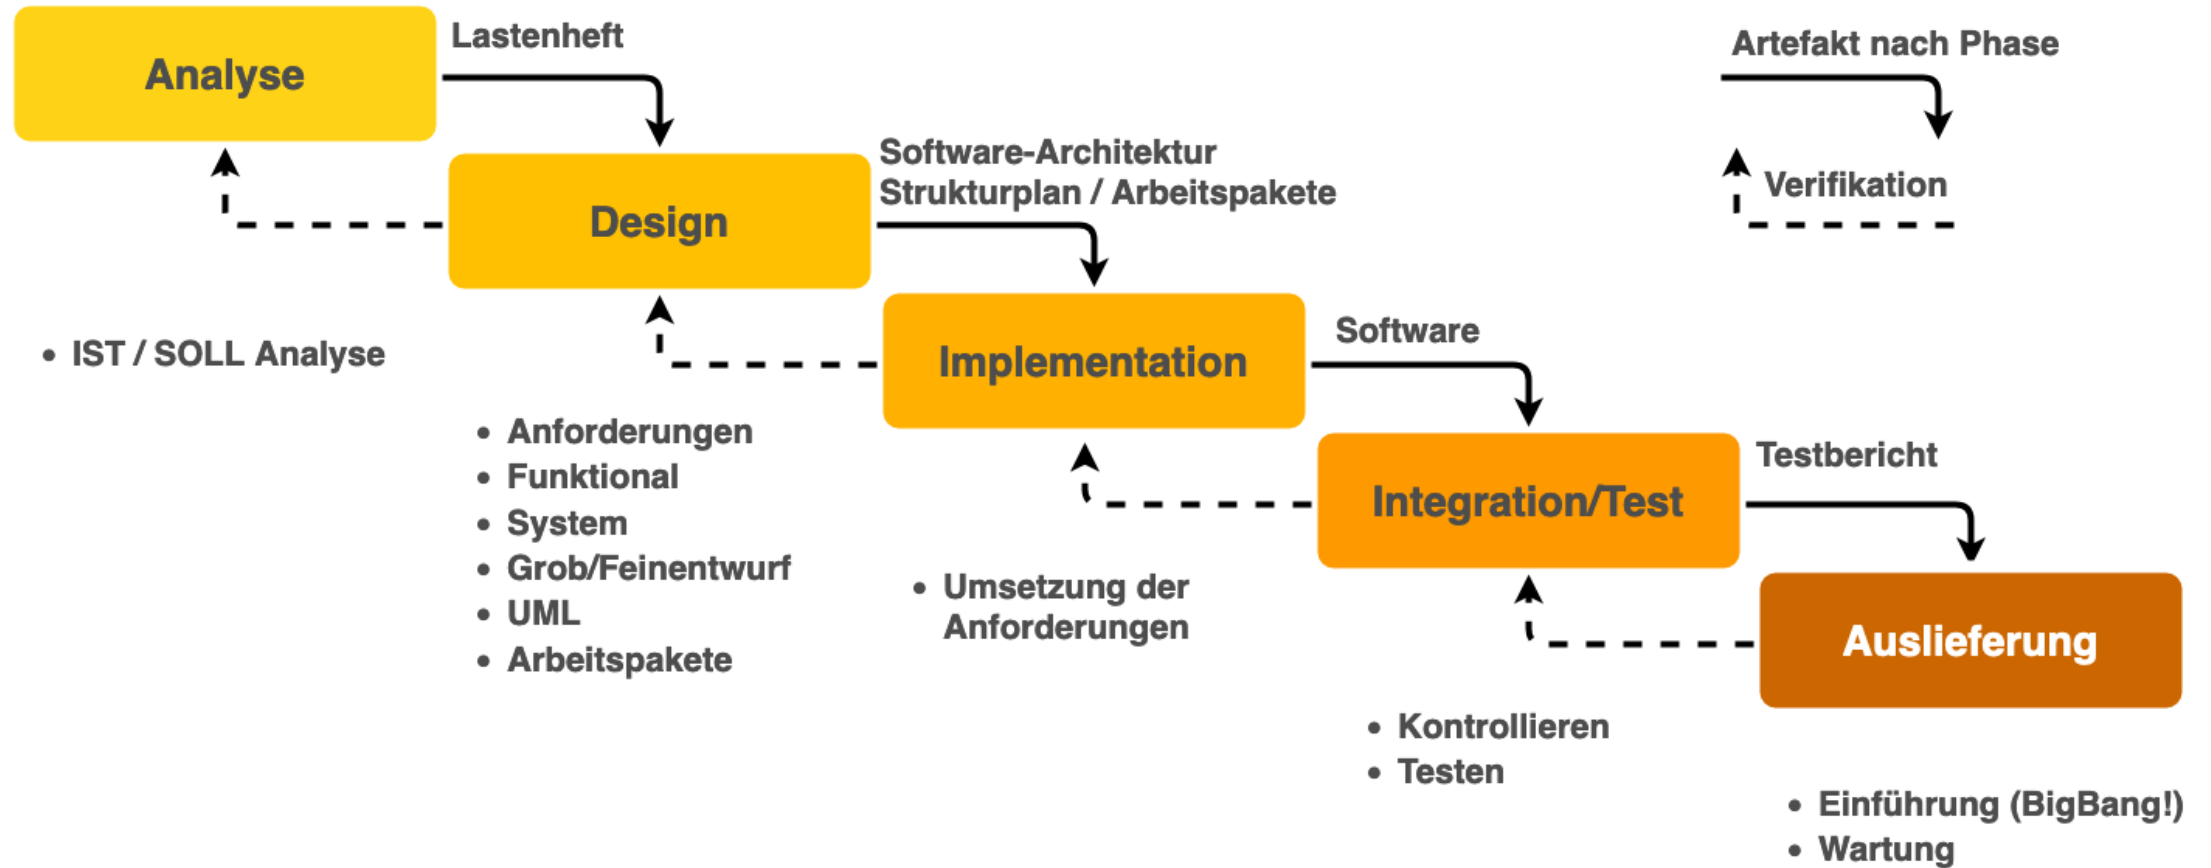 Analyse
Lastenheft
Artefakt nach Phase
Verifikation
Design
Software-Architektur
Strukturplan / Arbeitspakete
Implementation
Software
Integration/Test
Testbericht
Auslieferung
• IST / SOLL Analyse
• Anforderungen
• Funktional
• System
• Grob/Feinentwurf
• UML
• Arbeitspakete
• Umsetzung der
Anforderungen
• Kontrollieren
• Testen
• Einführung (BigBang!)
• Wartung